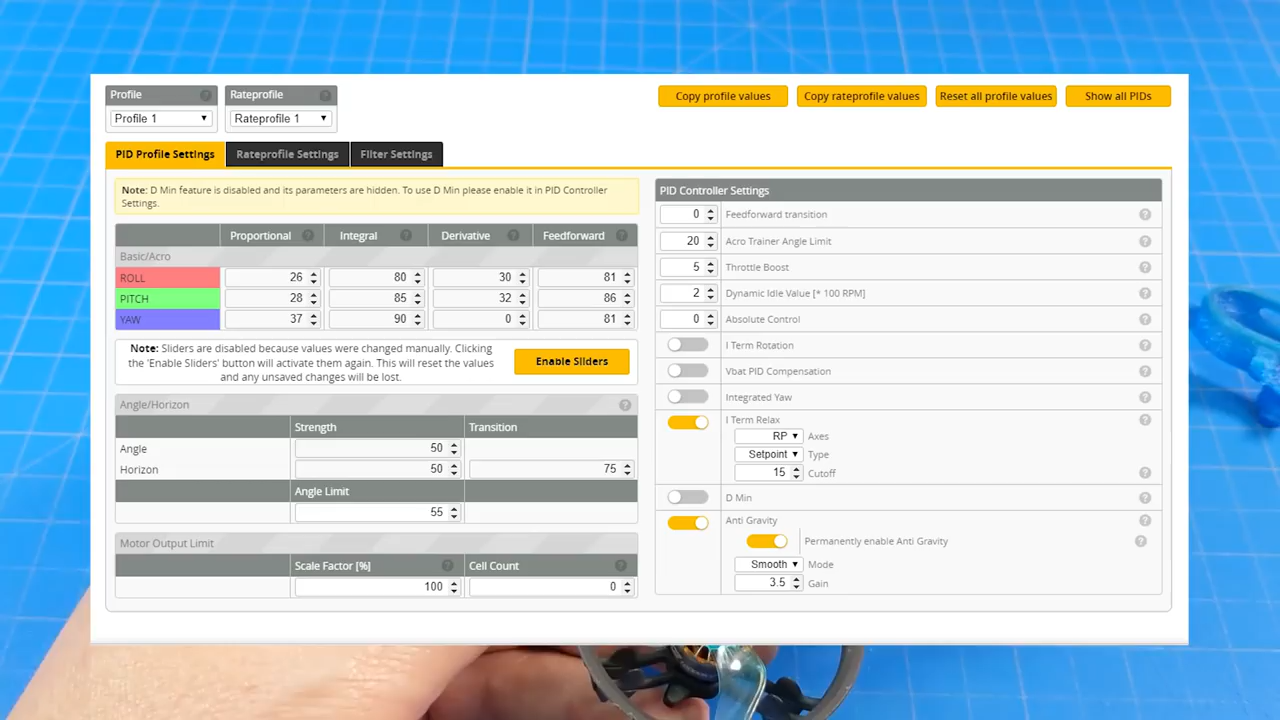 Profile
Rateprofile
Profile 1
Rateprofile 1
Copy profile values
Copy rateprofile values
Reset all profile values
Show all PIDs
PID Profile Settings
Rateprofile Settings
Filter Settings
Note: D Min feature is disabled and its parameters are hidden. To use D Min please enable it in PID Controller
Settings.
Proportional Integral Derivative Feedforward
Basic/Acro
ROLL 26 80 30 81
PITCH 28 85 32 86
YAW 37 90 0 81
Note: Sliders are disabled because values were changed manually. Clicking
the 'Enable Sliders' button will activate them again. This will reset the values
and any unsaved changes will be lost.
Enable Sliders
Angle/Horizon
Strength Transition
Angle 50
Horizon 50 75
Angle Limit
55
Motor Output Limit
Scale Factor [%] Cell Count
100 0
PID Controller Settings
0 Feedforward transition
20 Acro Trainer Angle Limit
5 Throttle Boost
2 Dynamic Idle Value [* 100 RPM]
0 Absolute Control
I Term Rotation
Vbat PID Compensation
Integrated Yaw
I Term Relax
RP Axes
Setpoint Type
15 Cutoff
D Min
Anti Gravity
Permanently enable Anti Gravity
Smooth Mode
3.5 Gain